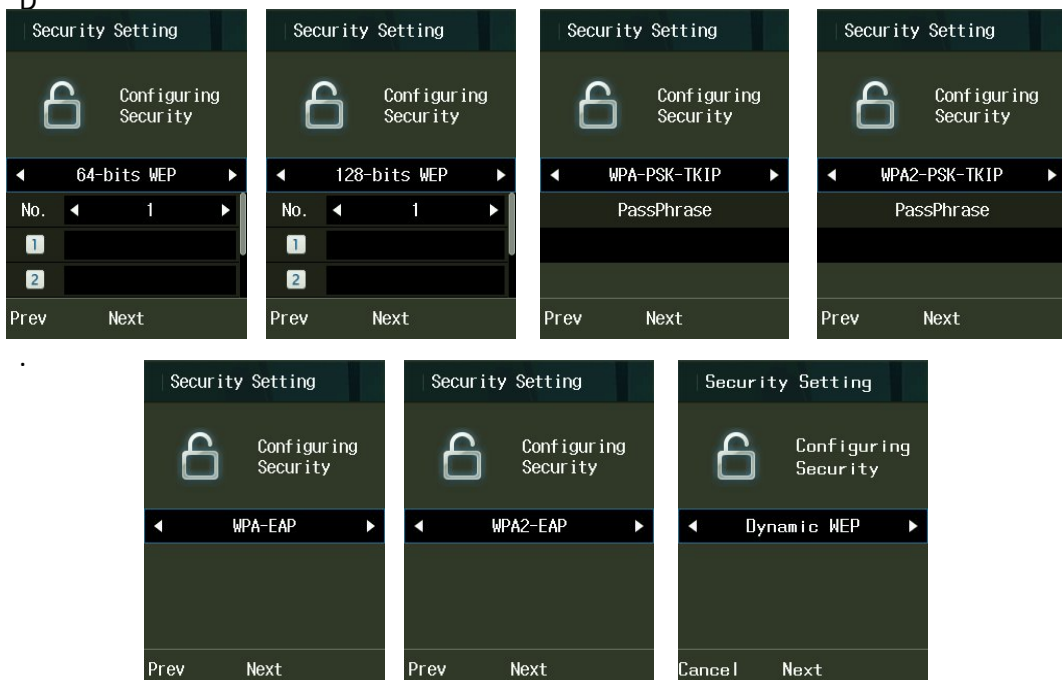 D
Security Setting
Configuring
Security
64-bits WEP
No. 1
1
2
Prev Next
Security Setting
Configuring
Security
128-bits WEP
No. 1
1
2
Prev Next
Security Setting
Configuring
Security
WPA-PSK-TKIP
PassPhrase
Prev Next
Security Setting
Configuring
Security
WPA2-PSK-TKIP
PassPhrase
Prev Next
.
Security Setting
Configuring
Security
WPA-EAP
Prev Next
Security Setting
Configuring
Security
WPA2-EAP
Prev Next
Security Setting
Configuring
Security
Dynamic WEP
Cancel Next